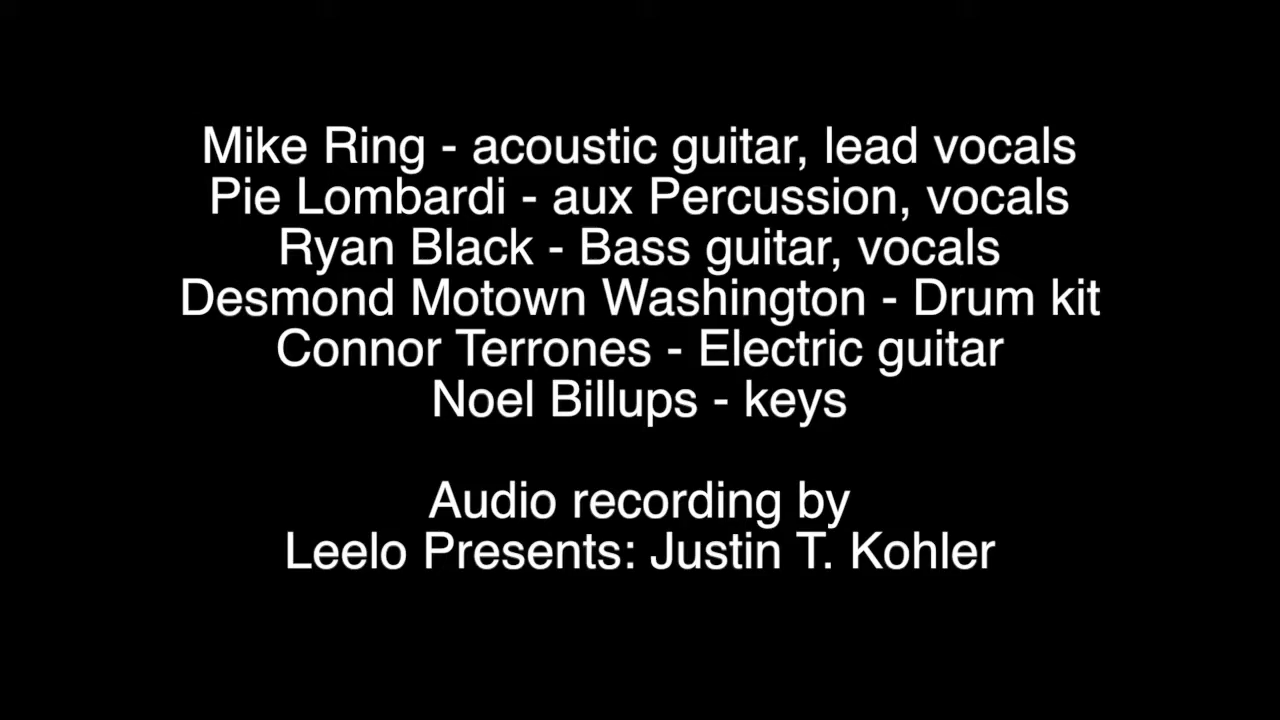 Mike Ring - acoustic guitar, lead vocals
Pie Lombardi - aux Percussion, vocals
Ryan Black - Bass guitar, vocals
Desmond Motown Washington - Drum kit
Connor Terrones - Electric guitar
Noel Billups - keys
Audio recording by
Leelo Presents: Justin T. Kohler